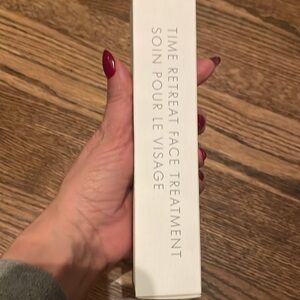 TIME RETREAT FACE TREATMENT
SOIN POUR LE VISAGE